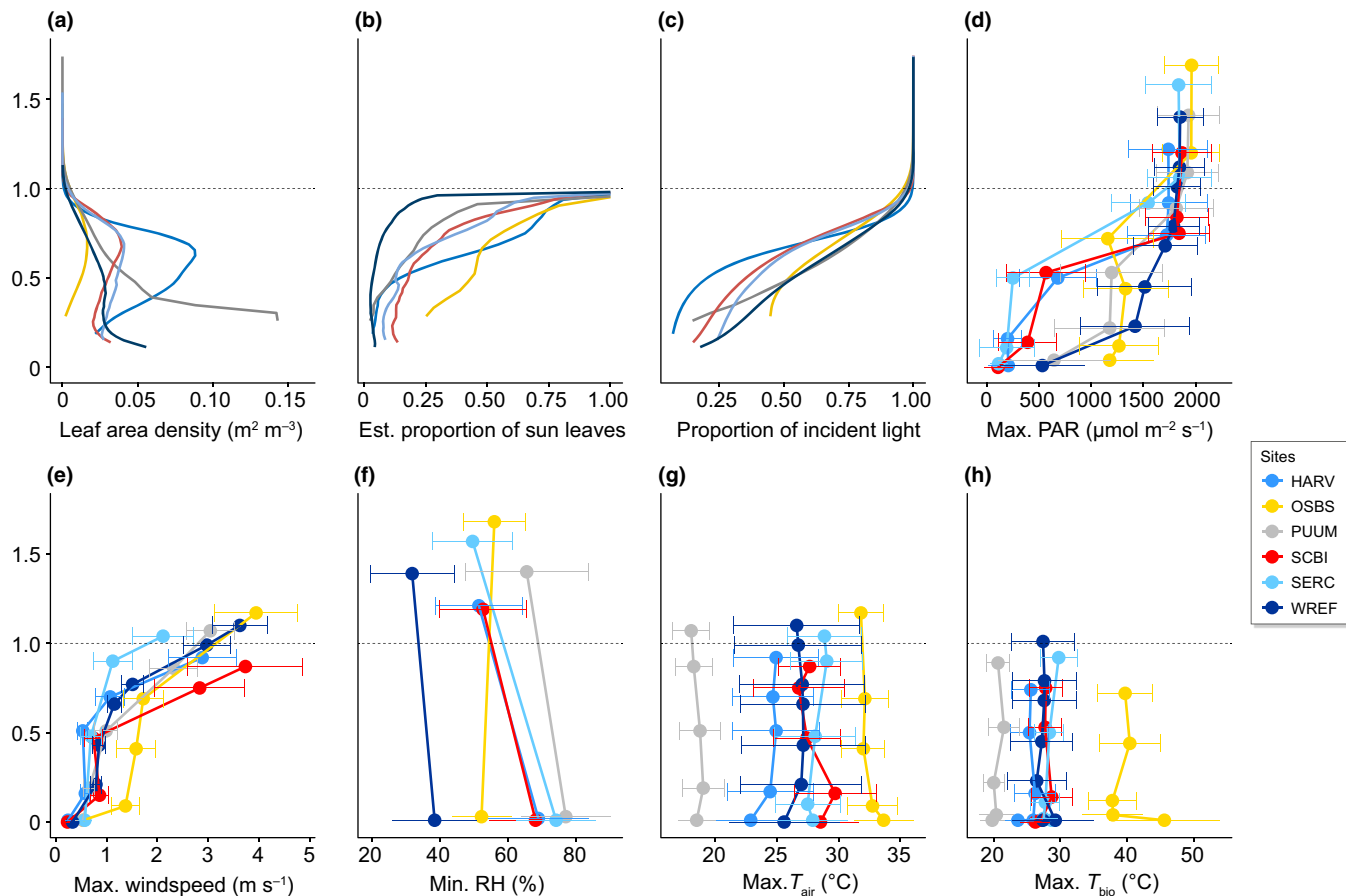 (a) (b) (c) (d)
1.5
1.0
0.5
0
0 0.05 0.10 0.15
0.25 0.50 0.75 1.00
0.25 0.50 0.75 1.00
0 500 1000 1500 2000
Leaf area density (m² m⁻³)
Est. proportion of sun leaves
Proportion of incident light
Max. PAR (µmol m⁻² s⁻¹)
(e) (f) (g) (h)
1.5
1.0
0.5
0
0 1 2 3 4 5
20 40 60 80
20 25 30 35
20 30 40 50
Max. windspeed (m s⁻¹)
Min. RH (%)
Max. T_air (°C)
Max. T_bio (°C)
Sites
HARV
OSBS
PUUM
SCBI
SERC
WREF